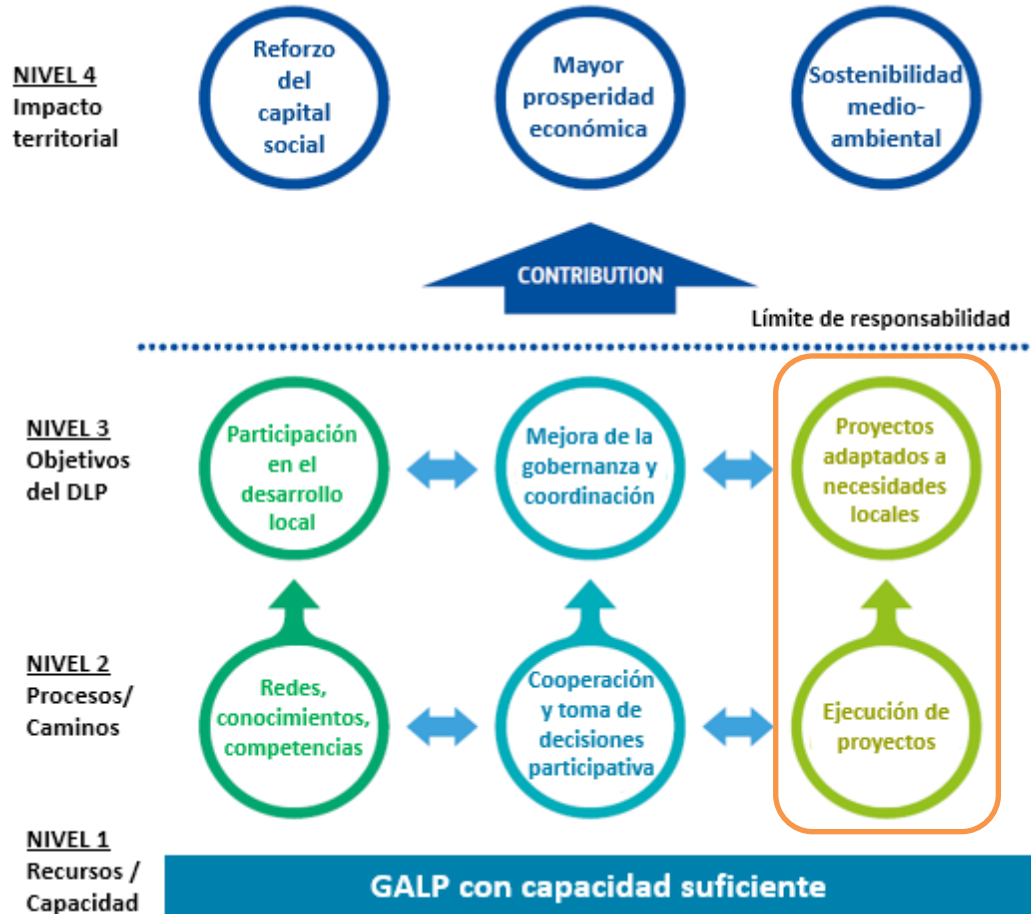 NIVEL 4
Impacto
territorial
Reforzo
del
capital
social
Mayor
prosperidad
económica
Sostenibilidad
medio-
ambiental
CONTRIBUTION
Límite de responsabilidad
NIVEL 3
Objetivos
del DLP
Participación
en el
desarrollo
local
Mejora de la
gobernanza y
coordinación
Proyectos
adaptados a
necesidades
locales
NIVEL 2
Procesos/
Caminos
Redes,
conocimientos,
competencias
Cooperación
y toma de
decisiones
participativa
Ejecución de
proyectos
NIVEL 1
Recursos /
Capacidad
GALP con capacidad suficiente